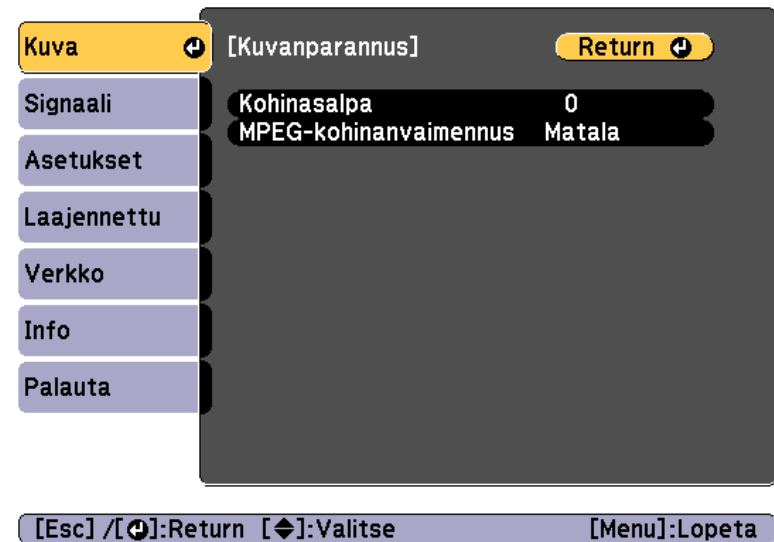 Kuva
[Kuvanparannus] Return
Signaali
Kohinasalpa 0
MPEG-kohinanvaimennus Matala
Asetukset
Laajennettu
Verkko
Info
Palauta
[Esc] /[ ]:Return [ ]:Valitse [Menu]:Lopeta